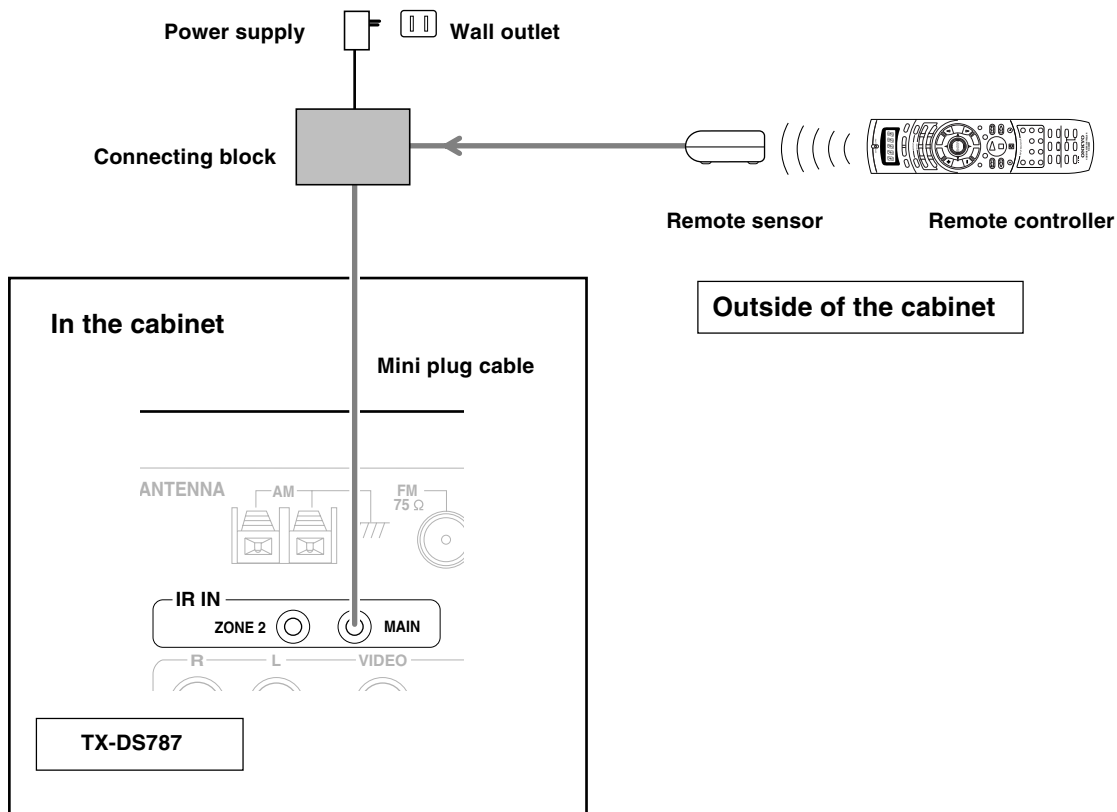 Power supply
Wall outlet
Connecting block
Remote sensor
Remote controller
ONKYO
Outside of the cabinet
In the cabinet
Mini plug cable
ANTENNA
AM
FM
75 Ω
IR IN
ZONE 2
MAIN
R
L
VIDEO
TX-DS787